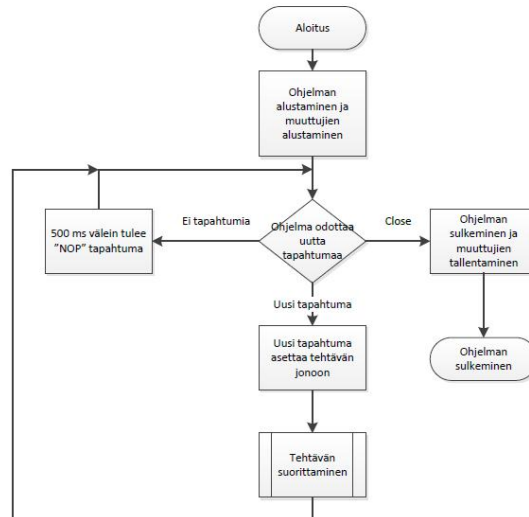 Aloitus
Ohjelman
alustaminen ja
muuttujien
alustaminen
Ei tapahtumia
Ohjelma odottaa
uutta
tapahtumaa
Close
500 ms välein tulee
”NOP” tapahtuma
Ohjelman
sulkeminen ja
muuttujien
tallentaminen
Uusi tapahtuma
Uusi tapahtuma
asettaa tehtävän
jonoon
Ohjelman
sulkeminen
Tehtävän
suorittaminen